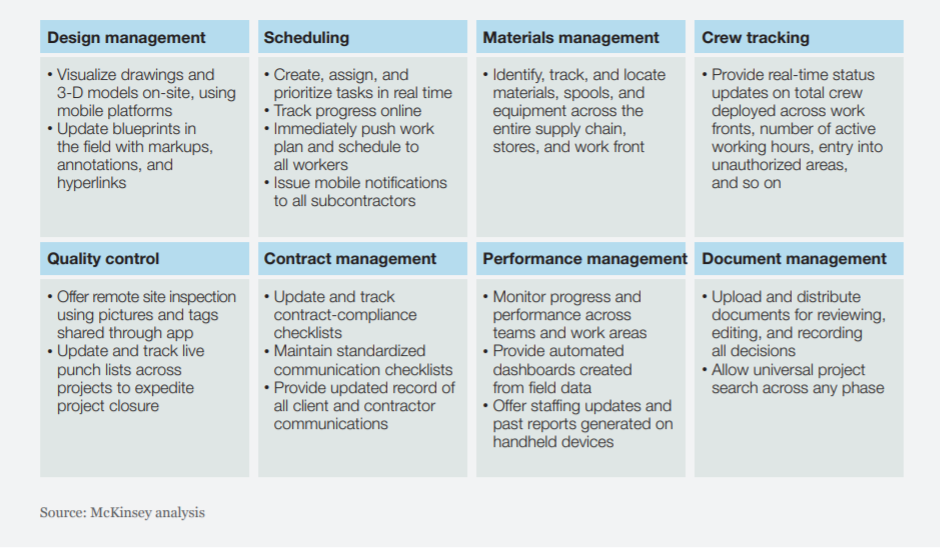 Design management
• Visualize drawings and
3-D models on-site, using
mobile platforms
• Update blueprints in
the field with markups,
annotations, and
hyperlinks
Scheduling
• Create, assign, and
prioritize tasks in real time
• Track progress online
• Immediately push work
plan and schedule to
all workers
• Issue mobile notifications
to all subcontractors
Materials management
• Identify, track, and locate
materials, spools, and
equipment across the
entire supply chain,
stores, and work front
Crew tracking
• Provide real-time status
updates on total crew
deployed across work
fronts, number of active
working hours, entry into
unauthorized areas,
and so on
Quality control
• Offer remote site inspection
using pictures and tags
shared through app
• Update and track live
punch lists across
projects to expedite
project closure
Contract management
• Update and track
contract-compliance
checklists
• Maintain standardized
communication checklists
• Provide updated record of
all client and contractor
communications
Performance management
• Monitor progress and
performance across
teams and work areas
• Provide automated
dashboards created
from field data
• Offer staffing updates and
past reports generated on
handheld devices
Document management
• Upload and distribute
documents for reviewing,
editing, and recording
all decisions
• Allow universal project
search across any phase
Source: McKinsey analysis